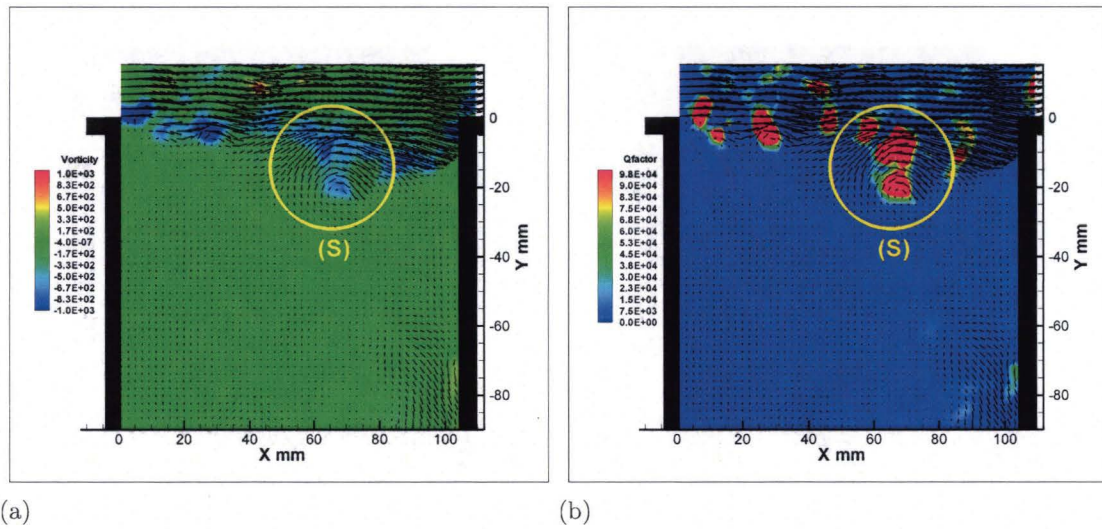 Vorticity
1.0E+03
8.3E+02
6.7E+02
5.0E+02
3.3E+02
1.7E+02
-4.0E-07
-1.7E+02
-3.3E+02
-5.0E+02
-6.7E+02
-8.3E+02
-1.0E+03
(S)
0
-20
-40
-60
-80
Y mm
0 20 40 60 80 100
X mm
(a)
Qfactor
9.8E+04
9.0E+04
8.3E+04
7.5E+04
6.8E+04
6.0E+04
5.3E+04
4.5E+04
3.8E+04
3.0E+04
2.3E+04
1.5E+04
7.5E+03
0.0E+00
(S)
0
-20
-40
-60
-80
Y mm
0 20 40 60 80 100
X mm
(b)